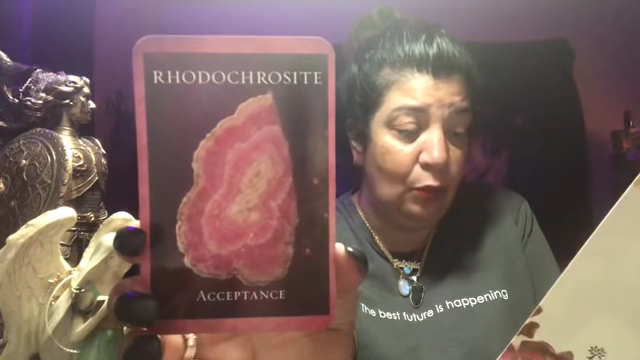 RHODOCHROSITE
ACCEPTANCE
The best future is happening